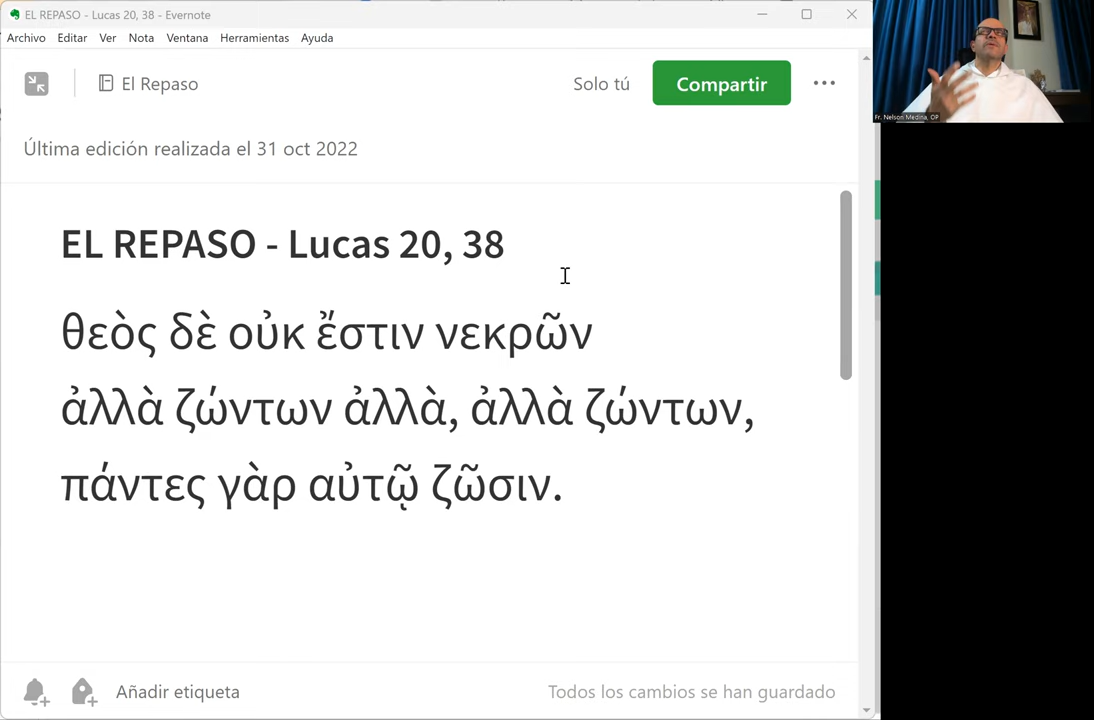 EL REPASO - Lucas 20, 38 - Evernote
Archivo Editar Ver Nota Ventana Herramientas Ayuda
El Repaso Solo tú Compartir
Última edición realizada el 31 oct 2022
EL REPASO - Lucas 20, 38
θεὸς δὲ οὐκ ἔστιν νεκρῶν
ἀλλὰ ζώντων ἀλλὰ, ἀλλὰ ζώντων,
πάντες γὰρ αὐτῷ ζῶσιν.
Añadir etiqueta Todos los cambios se han guardado
Fr. Nelson Medina, OP